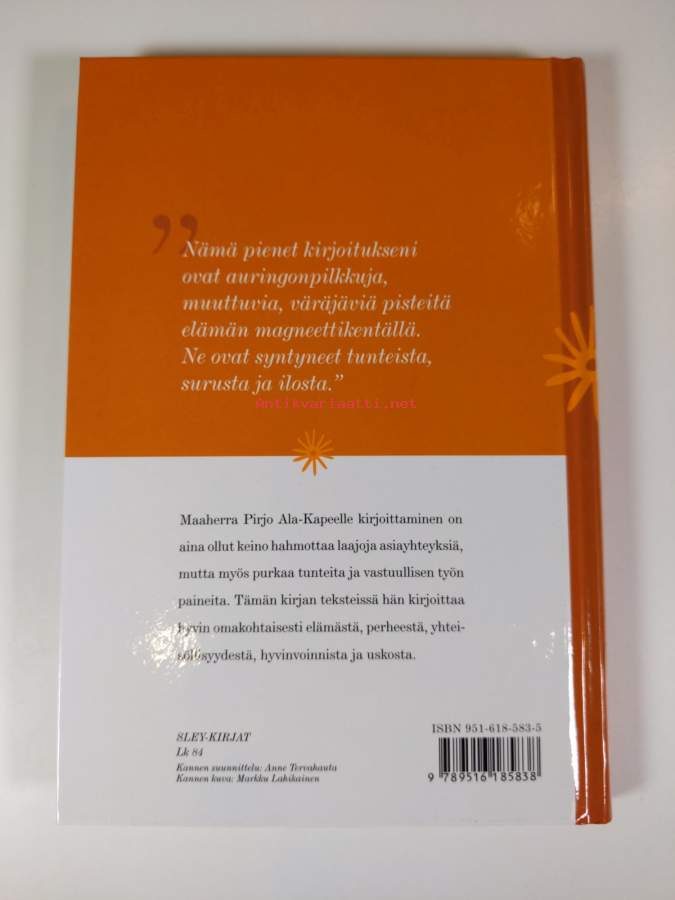 ”Nämä pienet kirjoitukseni
ovat auringonpilkkuja,
muuttuvia, väräjäviä pisteitä
elämän magneettikentällä.
Ne ovat syntyneet tunteista,
surusta ja ilosta.”
Antikvariaatti.net
Maaherra Pirjo Ala-Kapeelle kirjoittaminen on
aina ollut keino hahmottaa laajoja asiayhteyksiä,
mutta myös purkaa tunteita ja vastuullisen työn
paineita. Tämän kirjan teksteissä hän kirjoittaa
hyvin omakohtaisesti elämästä, perheestä, yhtei-
söllisyydestä, hyvinvoinnista ja uskosta.
SLEY-KIRJAT
Lk 84
Kannen suunnittelu: Anne Tervahauta
Kannen kuva: Markku Lahikainen
ISBN 951-618-583-5
9 789516 185838